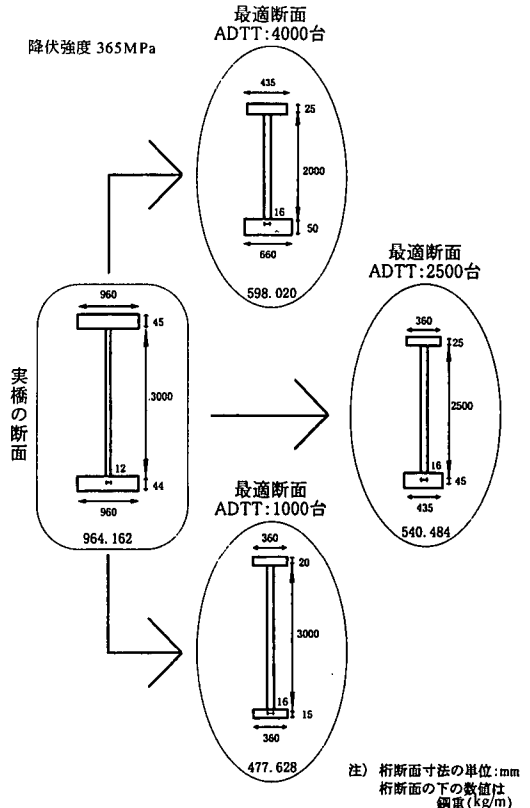 降伏強度 365MPa
最適断面
ADTT:4000台
435
25
2000
16
50
660
598.020
実橋の断面
960
45
3000
12
44
960
964.162
最適断面
ADTT:2500台
360
25
2500
16
45
435
540.484
最適断面
ADTT:1000台
360
20
3000
16
15
360
477.628
注) 桁断面寸法の単位:mm
桁断面の下の数値は
鋼重(kg/m)